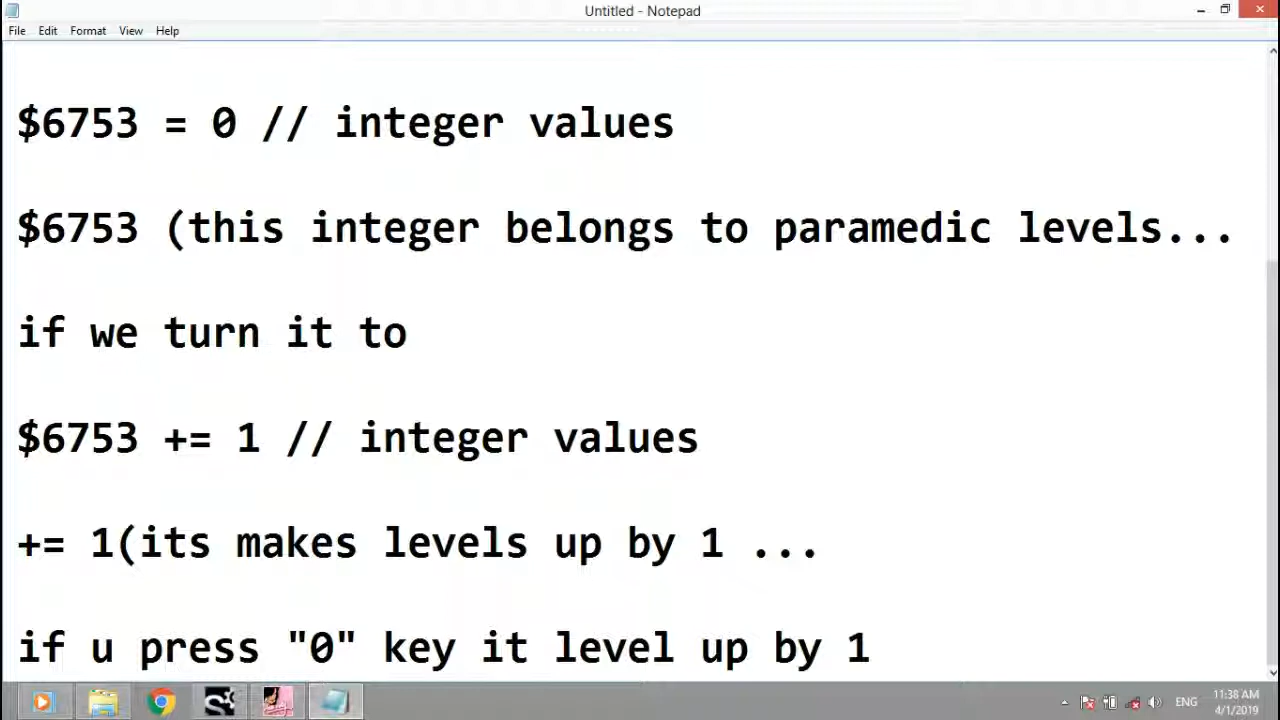 Untitled - Notepad
File Edit Format View Help
$6753 = 0 // integer values
$6753 (this integer belongs to paramedic levels...
if we turn it to
$6753 += 1 // integer values
+= 1(its makes levels up by 1 ...
if u press "0" key it level up by 1
ENG
11:38 AM
4/1/2019